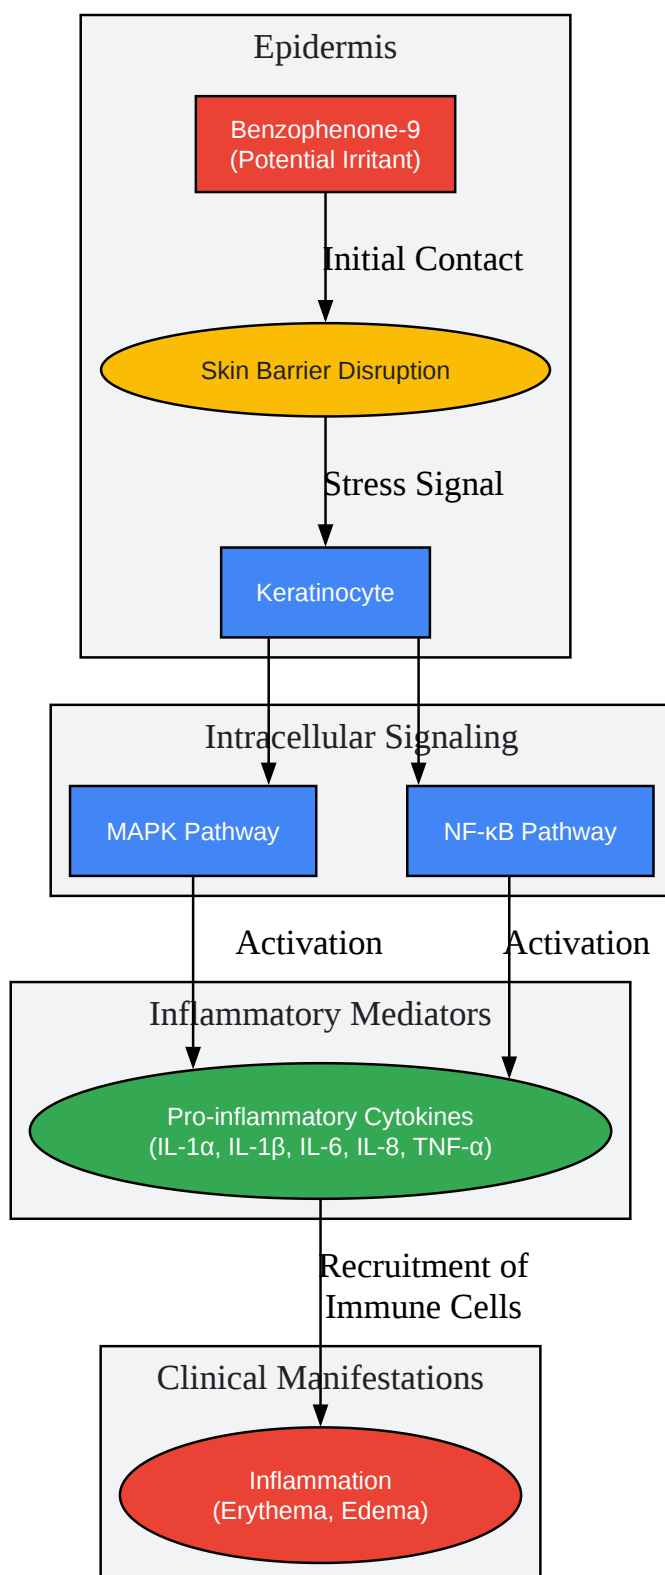 Epidermis
Benzophenone-9
(Potential Irritant)
Initial Contact
Skin Barrier Disruption
Stress Signal
Keratinocyte
Intracellular Signaling
MAPK Pathway
NF-κB Pathway
Activation
Activation
Inflammatory Mediators
Pro-inflammatory Cytokines
(IL-1α, IL-1β, IL-6, IL-8, TNF-α)
Recruitment of
Immune Cells
Clinical Manifestations
Inflammation
(Erythema, Edema)